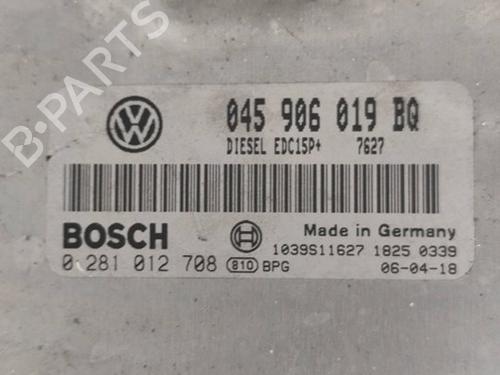 B-PARTS
045 906 019 BQ
DIESEL EDC15P+ 7627
BOSCH
Made in Germany
1039S11627 1825 0339
0 281 012 708 810 BPG 06-04-18